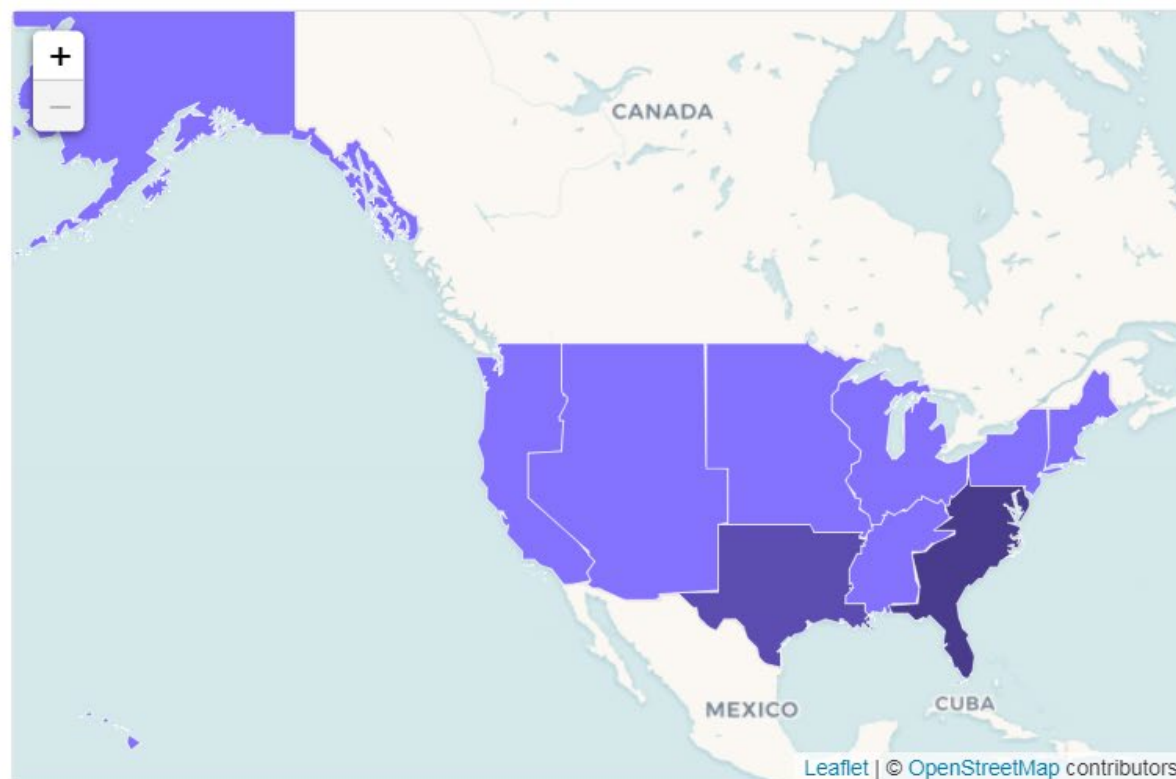 +
−
CANADA
MEXICO
CUBA
Leaflet | © OpenStreetMap contributors